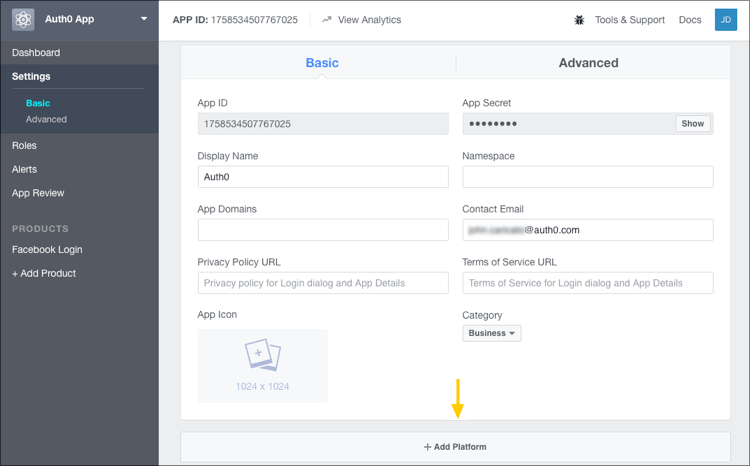 Auth0 App
APP ID: 1758534507767025
View Analytics
Tools & Support
Docs
JD
Dashboard
Settings
Basic
Advanced
Roles
Alerts
App Review
PRODUCTS
Facebook Login
+ Add Product
Basic
Advanced
App ID
1758534507767025
App Secret
●●●●●●●●
Show
Display Name
Auth0
Namespace
App Domains
Contact Email
@auth0.com
Privacy Policy URL
Privacy policy for Login dialog and App Details
Terms of Service URL
Terms of Service for Login dialog and App Details
App Icon
1024 x 1024
Category
Business
+ Add Platform